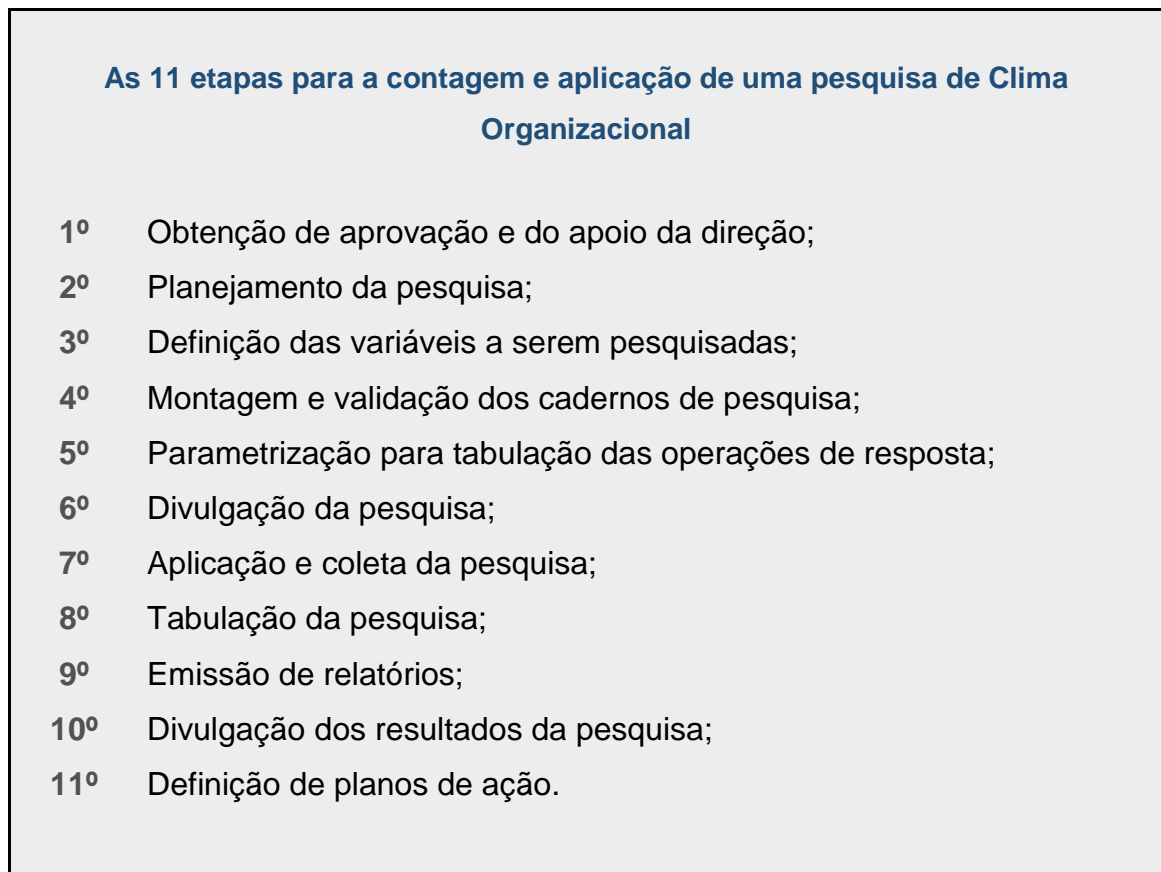 As 11 etapas para a contagem e aplicação de uma pesquisa de Clima
Organizacional
1º Obtenção de aprovação e do apoio da direção;
2º Planejamento da pesquisa;
3º Definição das variáveis a serem pesquisadas;
4º Montagem e validação dos cadernos de pesquisa;
5º Parametrização para tabulação das operações de resposta;
6º Divulgação da pesquisa;
7º Aplicação e coleta da pesquisa;
8º Tabulação da pesquisa;
9º Emissão de relatórios;
10º Divulgação dos resultados da pesquisa;
11º Definição de planos de ação.